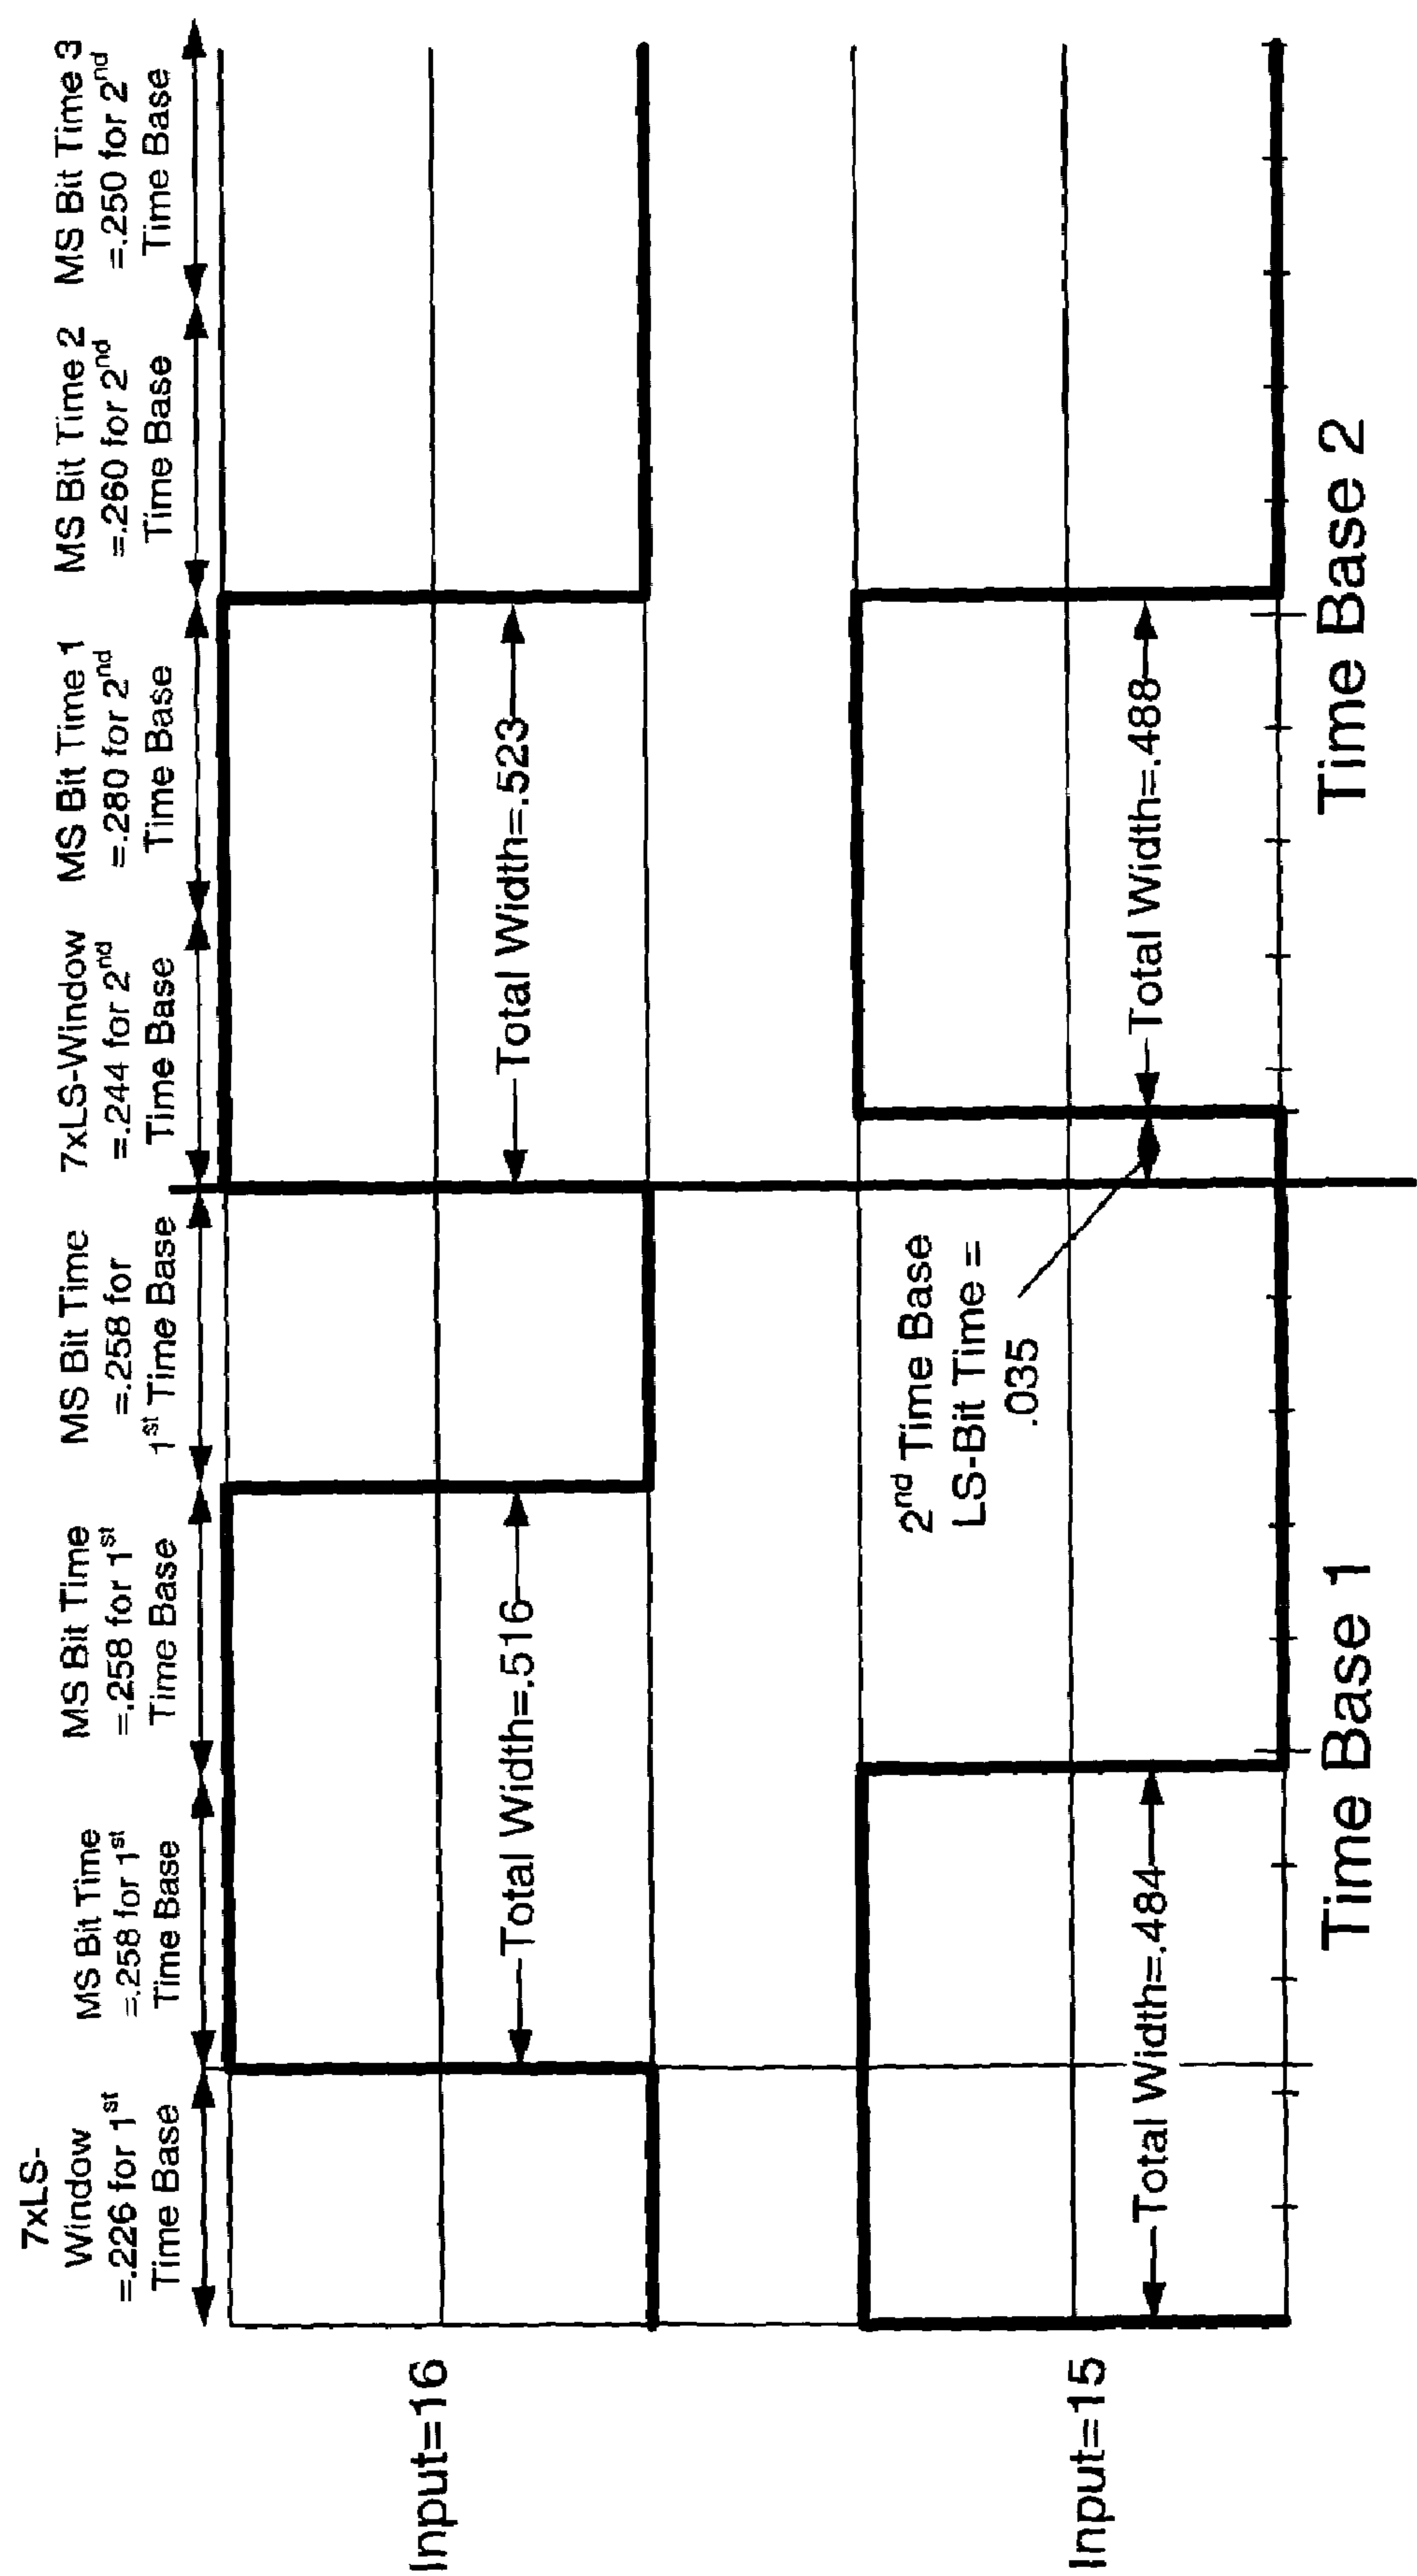 7xLS-
Window
=.226 for 1st
Time Base
MS Bit Time
=.258 for 1st
Time Base
MS Bit Time
=.258 for 1st
Time Base
MS Bit Time
=.258 for
1st Time Base
7xLS-Window
=.244 for 2nd
Time Base
MS Bit Time 1
=.280 for 2nd
Time Base
MS Bit Time 2
=.260 for 2nd
Time Base
MS Bit Time 3
=.250 for 2nd
Time Base
Input=16
Total Width=.516
Total Width=.523
Input=15
Total Width=.484
2nd Time Base
LS-Bit Time =
.035
Total Width=.488
Time Base 1
Time Base 2